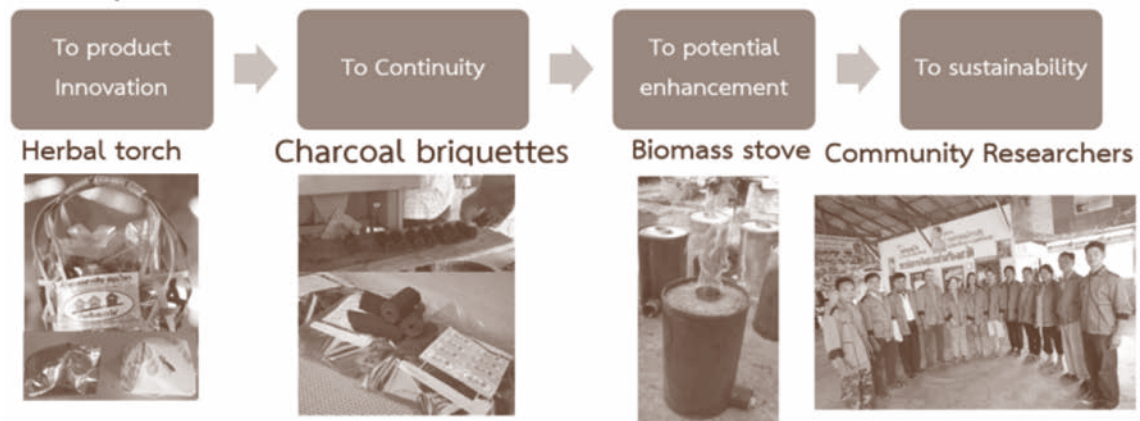 To product
Innovation
To Continuity
To potential
enhancement
To sustainability
Herbal torch
Charcoal briquettes
Biomass stove
Community Researchers